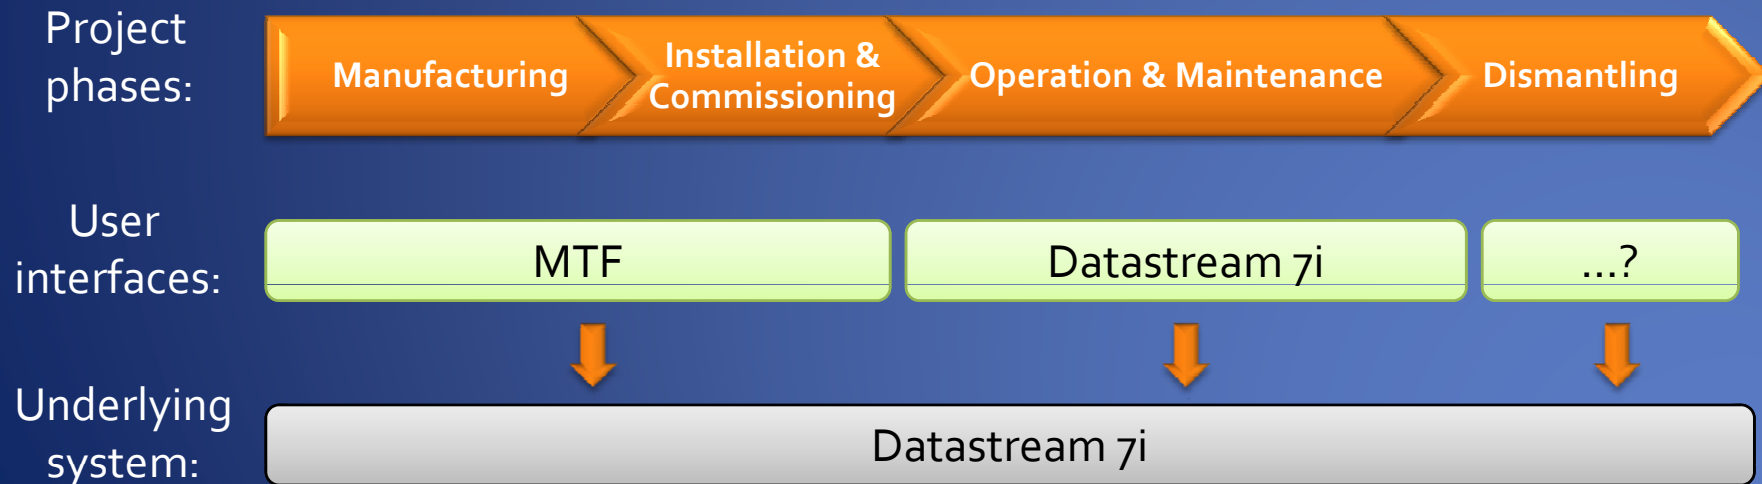 Project
phases:
Manufacturing
Installation &
Commissioning
Operation & Maintenance
Dismantling
User
interfaces:
MTF
Datastream 7i
...?
Underlying
system:
Datastream 7i